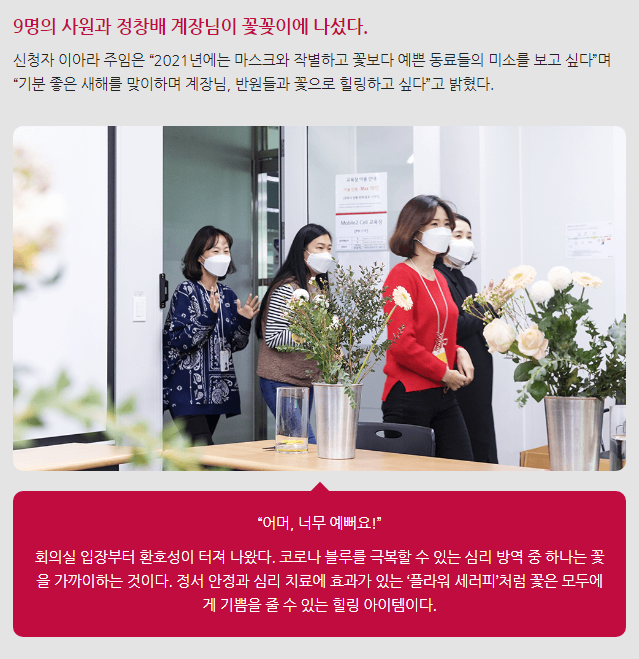 9명의 사원과 정창배 계장님이 꽃꽂이에 나섰다.
신청자 이아라 주임은 “2021년에는 마스크와 작별하고 꽃보다 예쁜 동료들의 미소를 보고 싶다”며
“기분 좋은 새해를 맞이하며 계장님, 반원들과 꽃으로 힐링하고 싶다”고 밝혔다.
“어머, 너무 예뻐요!”
회의실 입장부터 환호성이 터져 나왔다. 코로나 블루를 극복할 수 있는 심리 방역 중 하나는 꽃
을 가까이하는 것이다. 정서 안정과 심리 치료에 효과가 있는 ‘플라워 세러피’처럼 꽃은 모두에
게 기쁨을 줄 수 있는 힐링 아이템이다.